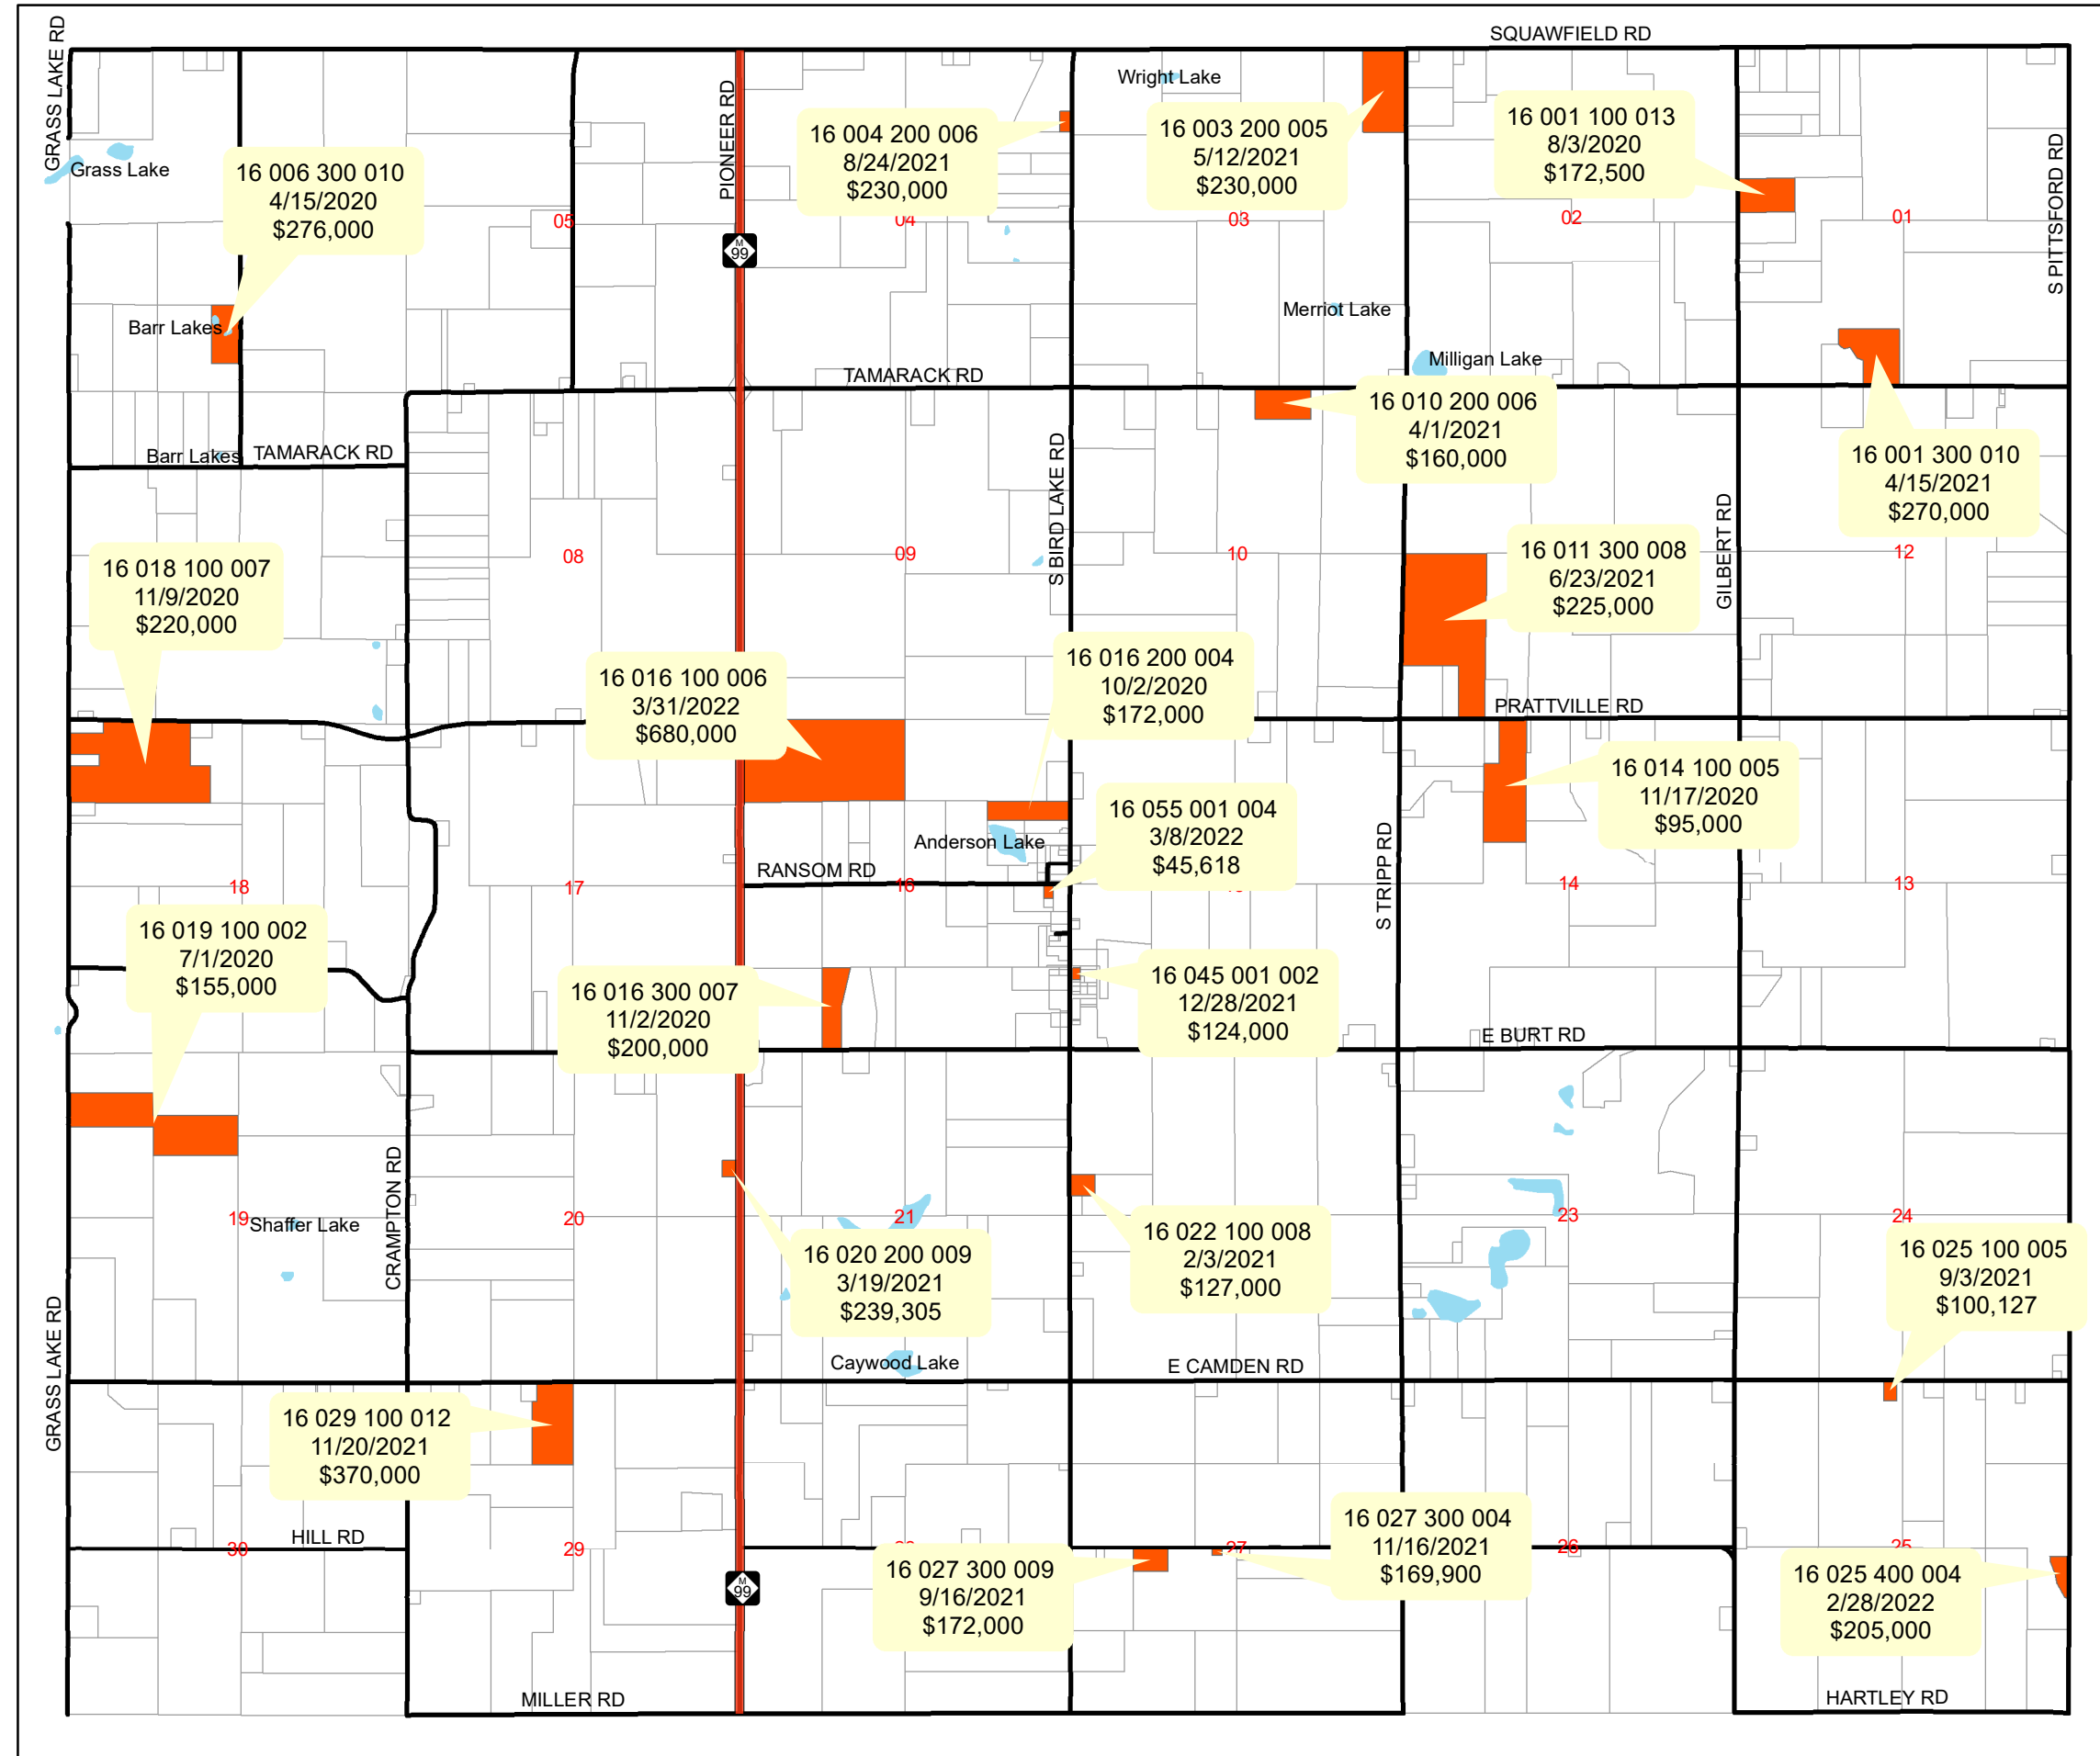 SQUAWFIELD RD
GRASS LAKE RD
PIONEER RD
Wright Lake
16 004 200 006
8/24/2021
$230,000
16 003 200 005
5/12/2021
$230,000
16 001 100 013
8/3/2020
$172,500
S PITTSFORD RD
Grass Lake
16 006 300 010
4/15/2020
$276,000
05
04
03
02
01
M
99
Merriot Lake
Barr Lakes
Milligan Lake
TAMARACK RD
16 010 200 006
4/1/2021
$160,000
16 001 300 010
4/15/2021
$270,000
Barr Lakes
TAMARACK RD
S BIRD LAKE RD
GILBERT RD
08
09
10
12
16 011 300 008
6/23/2021
$225,000
16 018 100 007
11/9/2020
$220,000
16 016 100 006
3/31/2022
$680,000
16 016 200 004
10/2/2020
$172,000
PRATTVILLE RD
16 014 100 005
11/17/2020
$95,000
16 055 001 004
3/8/2022
$45,618
Anderson Lake
S TRIPP RD
RANSOM RD
18
17
16
14
13
16 019 100 002
7/1/2020
$155,000
16 016 300 007
11/2/2020
$200,000
16 045 001 002
12/28/2021
$124,000
E BURT RD
CRAMPTON RD
19
Shaffer Lake
20
21
23
24
16 020 200 009
3/19/2021
$239,305
16 022 100 008
2/3/2021
$127,000
16 025 100 005
9/3/2021
$100,127
GRASS LAKE RD
Caywood Lake
E CAMDEN RD
16 029 100 012
11/20/2021
$370,000
HILL RD
30
29
27
26
25
16 027 300 004
11/16/2021
$169,900
16 027 300 009
9/16/2021
$172,000
16 025 400 004
2/28/2022
$205,000
M
99
MILLER RD
HARTLEY RD